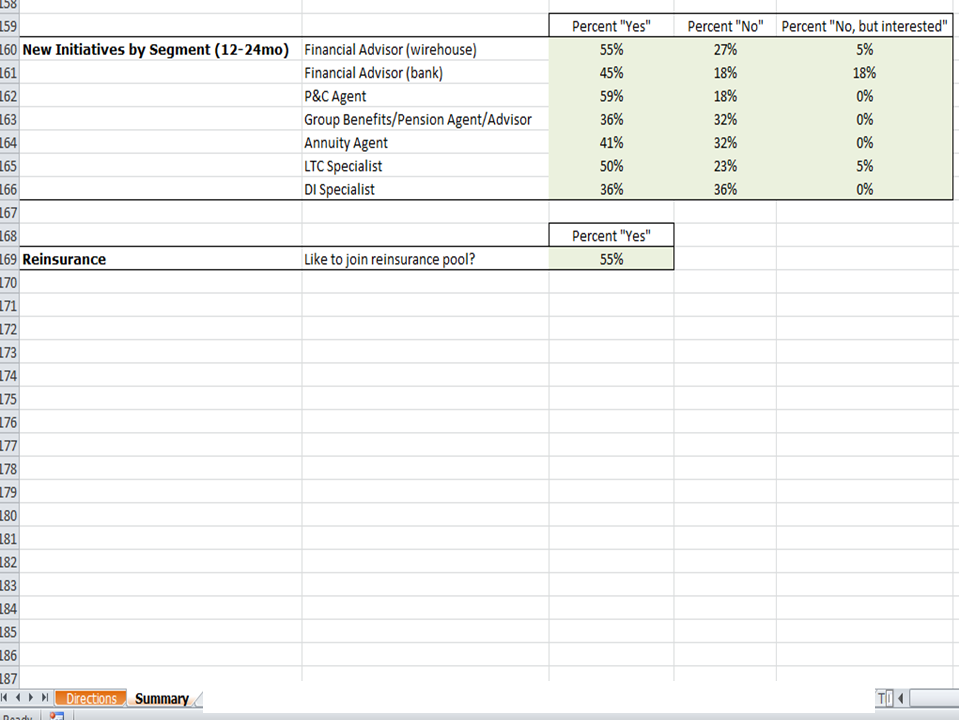 158
159 Percent "Yes" Percent "No" Percent "No, but interested"
160 New Initiatives by Segment (12-24mo) Financial Advisor (wirehouse) 55% 27% 5%
161 Financial Advisor (bank) 45% 18% 18%
162 P&C Agent 59% 18% 0%
163 Group Benefits/Pension Agent/Advisor 36% 32% 0%
164 Annuity Agent 41% 32% 0%
165 LTC Specialist 50% 23% 5%
166 DI Specialist 36% 36% 0%
167
168 Percent "Yes"
169 Reinsurance Like to join reinsurance pool? 55%
170
171
172
173
174
175
176
177
178
179
180
181
182
183
184
185
186
187
Directions Summary
Ready